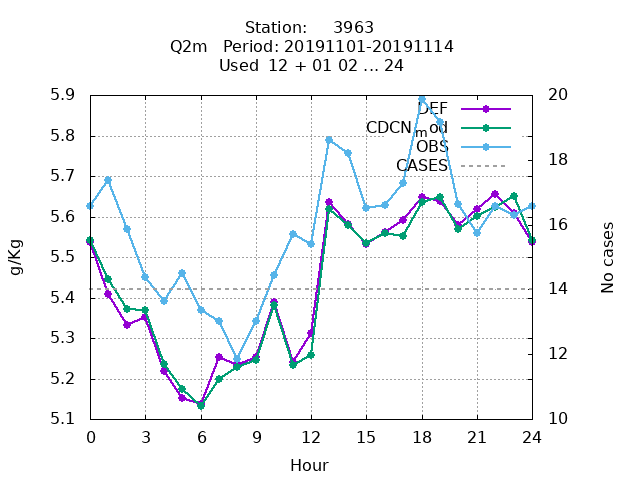 Station:     3963
Q2m   Period: 20191101-20191114
Used  12 + 01 02 ... 24
5.9
5.8
5.7
5.6
5.5
5.4
5.3
5.2
5.1
g/Kg
20
18
16
14
12
10
No cases
DEF
CDCN_mod
OBS
CASES
0 3 6 9 12 15 18 21 24
Hour